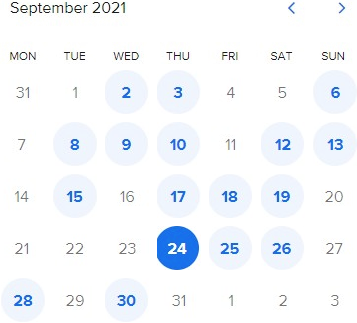 September 2021
MON TUE WED THU FRI SAT SUN
31 1 2 3 4 5 6
7 8 9 10 11 12 13
14 15 16 17 18 19 20
21 22 23 24 25 26 27
28 29 30 31 1 2 3